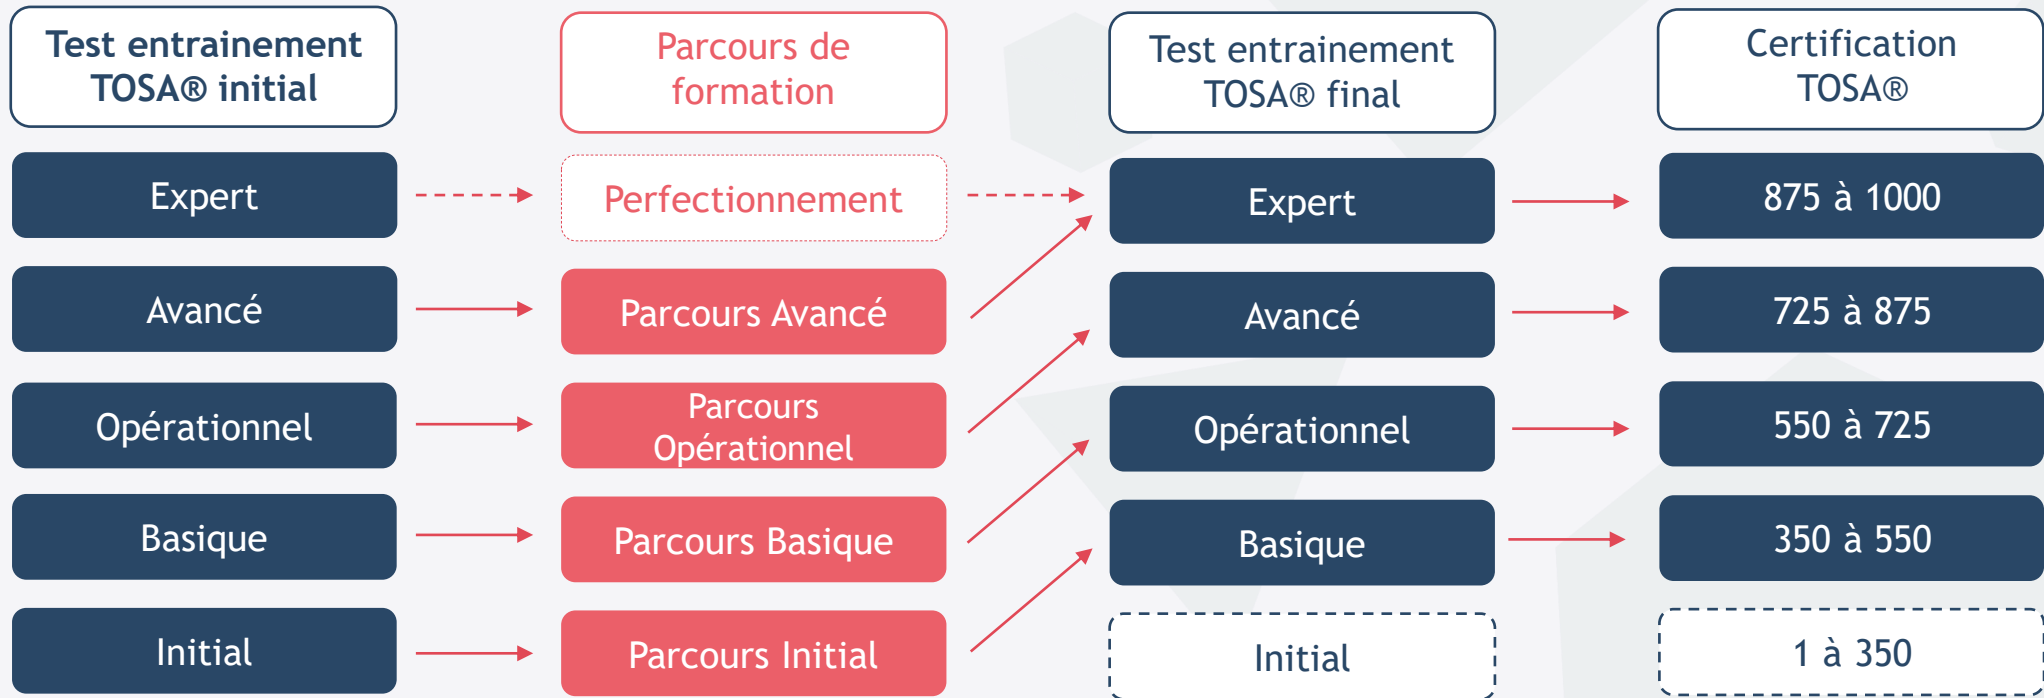 Test entrainement
TOSA® initial
Parcours de
formation
Test entrainement
TOSA® final
Certification
TOSA®
Expert
Perfectionnement
Expert
875 à 1000
Avancé
Parcours Avancé
Avancé
725 à 875
Opérationnel
Parcours
Opérationnel
Opérationnel
550 à 725
Basique
Parcours Basique
Basique
350 à 550
Initial
Parcours Initial
Initial
1 à 350